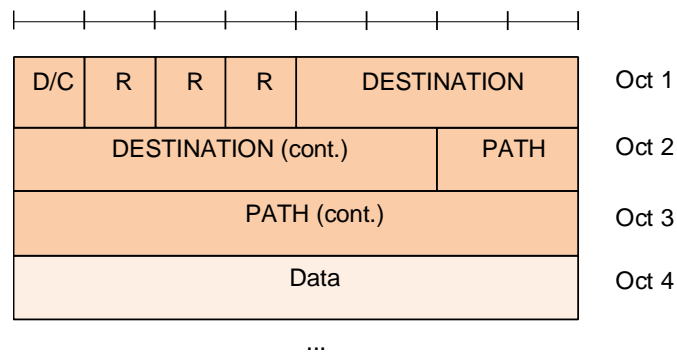 D/C R R R DESTINATION Oct 1
DESTINATION (cont.) PATH Oct 2
PATH (cont.) Oct 3
Data Oct 4
...